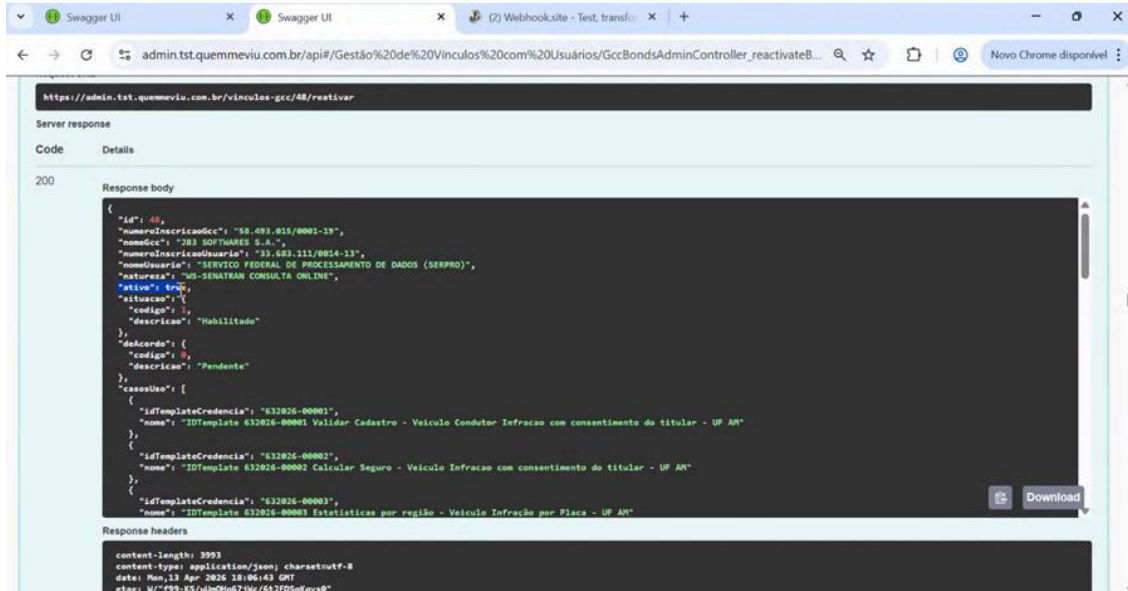 Swagger UI
Swagger UI
(2) Webhook.site - Test, transfo
admin.tst.quemmeviu.com.br/api#/Gestão%20de%20Vínculos%20com%20Usuários/GccBondsAdminController_reactivateB...
Novo Chrome disponível
https://admin.tst.quemmeviu.com.br/vinculos-gcc/48/reativar
Server response
Code Details
200
Response body
{
"id": 48,
"numeroInscricaoGcc": "58.493.015/0001-19",
"nomeGcc": "JB3 SOFTWARES S.A.",
"numeroInscricaoUsuario": "33.683.111/0014-13",
"nomeUsuario": "SERVICO FEDERAL DE PROCESSAMENTO DE DADOS (SERPRO)",
"natureza": "WS-SENATRAN CONSULTA ONLINE",
"ativo": true,
"situacao": {
"codigo": 1,
"descricao": "Habilitado"
},
"deAcordo": {
"codigo": 0,
"descricao": "Pendente"
},
"casosUso": [
{
"idTemplateCredencia": "632026-00001",
"nome": "IDTemplate 632026-00001 Validar Cadastro - Veiculo Condutor Infracao com consentimento do titular - UF AM"
},
{
"idTemplateCredencia": "632026-00002",
"nome": "IDTemplate 632026-00002 Calcular Seguro - Veiculo Infracao com consentimento do titular - UF AM"
},
{
"idTemplateCredencia": "632026-00003",
"nome": "IDTemplate 632026-00003 Estatisticas por região - Veiculo Infração por Placa - UF AM"
Download
Response headers
content-length: 3993
content-type: application/json; charset=utf-8
date: Mon,13 Apr 2026 18:06:43 GMT